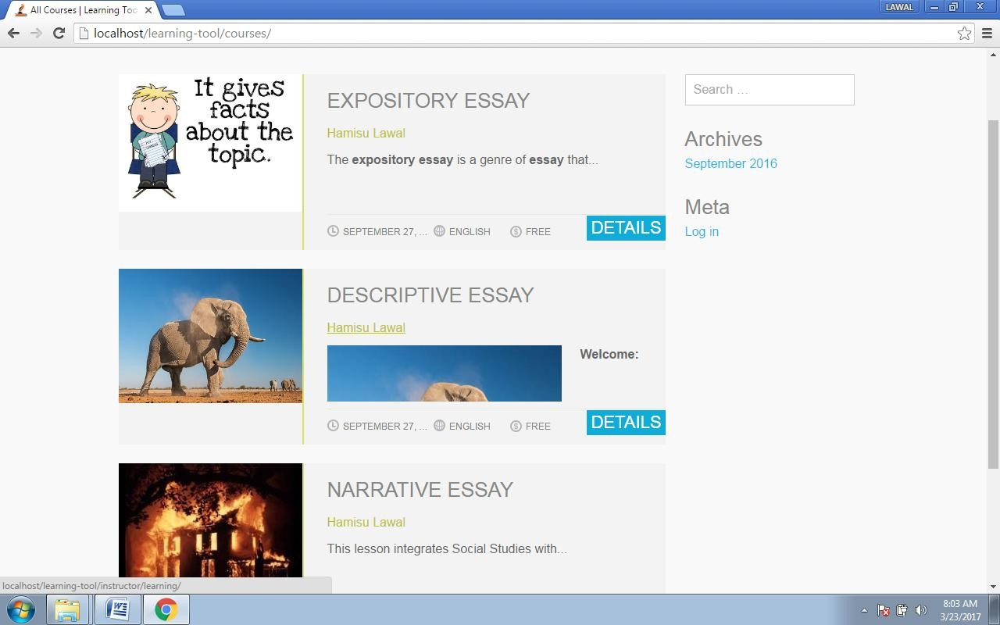 All Courses | Learning Too
LAWAL
localhost/learning-tool/courses/
It gives
facts
about the
topic.
EXPOSITORY ESSAY
Hamisu Lawal
The expository essay is a genre of essay that...
SEPTEMBER 27, ... ENGLISH FREE DETAILS
Search ...
Archives
September 2016
Meta
Log in
DESCRIPTIVE ESSAY
Hamisu Lawal
Welcome:
SEPTEMBER 27, ... ENGLISH FREE DETAILS
NARRATIVE ESSAY
Hamisu Lawal
This lesson integrates Social Studies with...
localhost/learning-tool/instructor/learning/
8:03 AM
3/23/2017